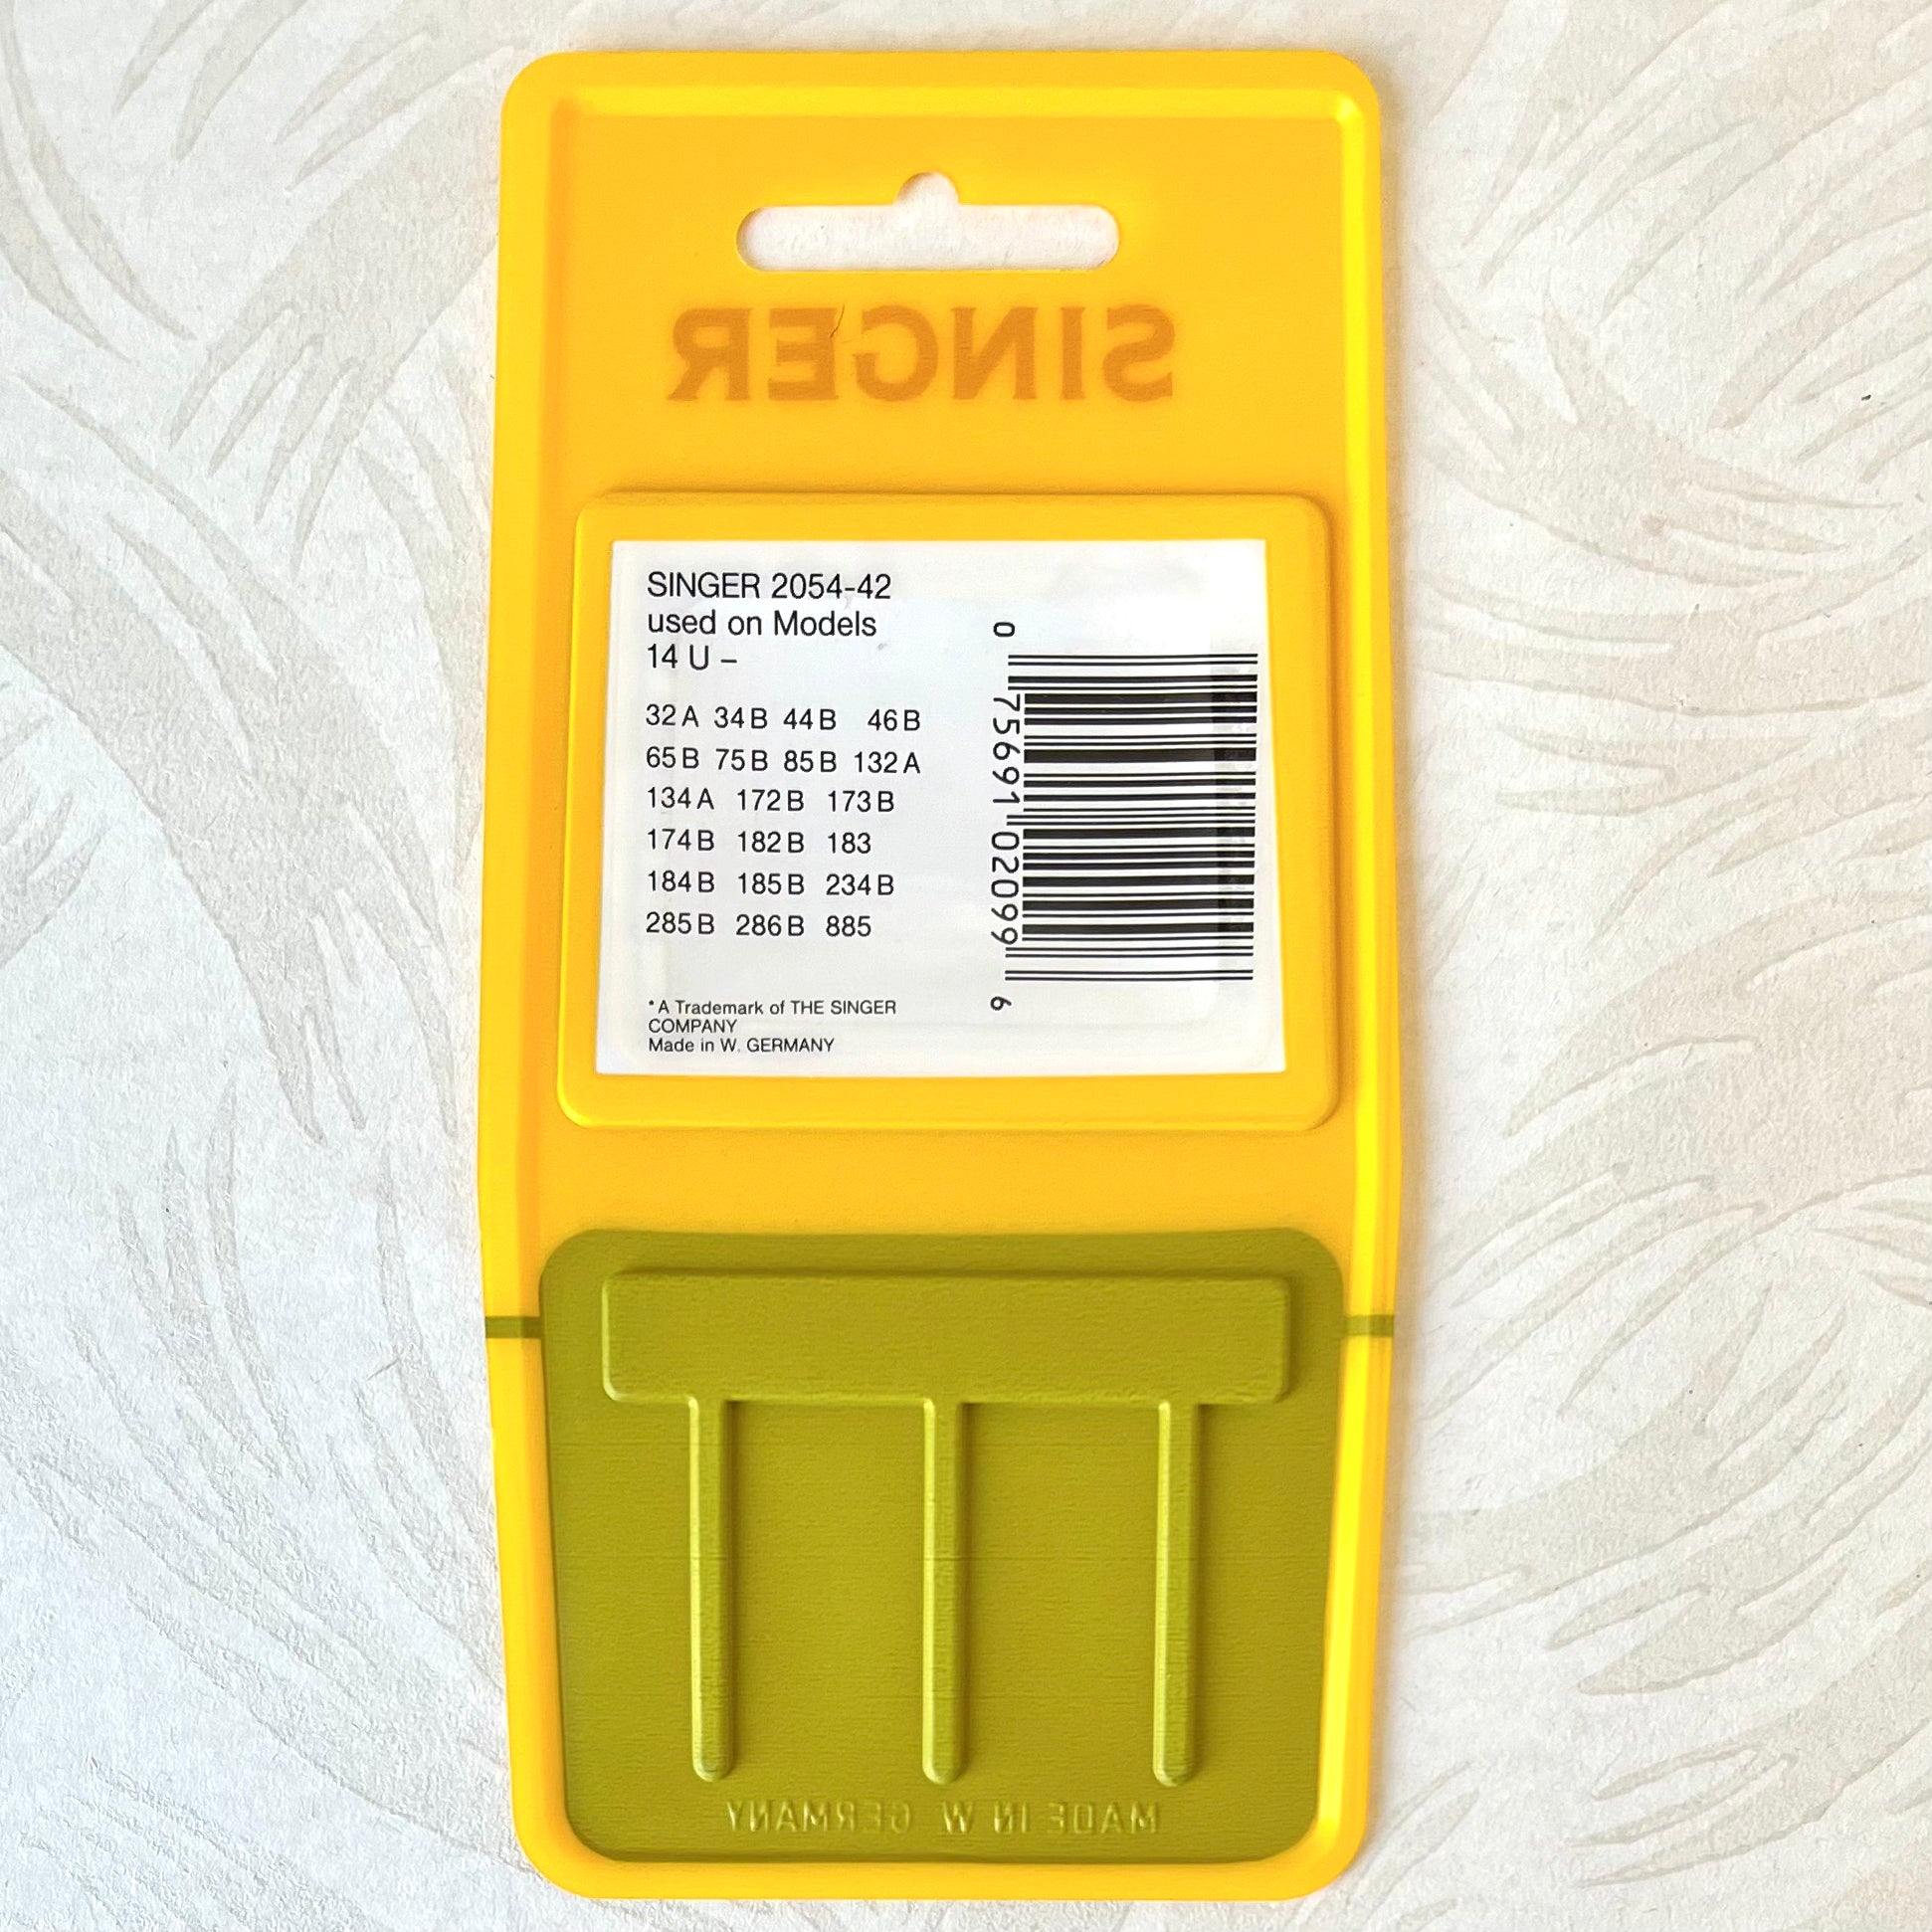 SINGER
SINGER 2054-42
used on Models
14 U –
32 A 34 B 44 B 46 B
65 B 75 B 85 B 132 A
134 A 172 B 173 B
174 B 182 B 183
184 B 185 B 234 B
285 B 286 B 885
*A Trademark of THE SINGER
COMPANY
Made in W. GERMANY
0 75691 02099 6
MADE IN W GERMANY